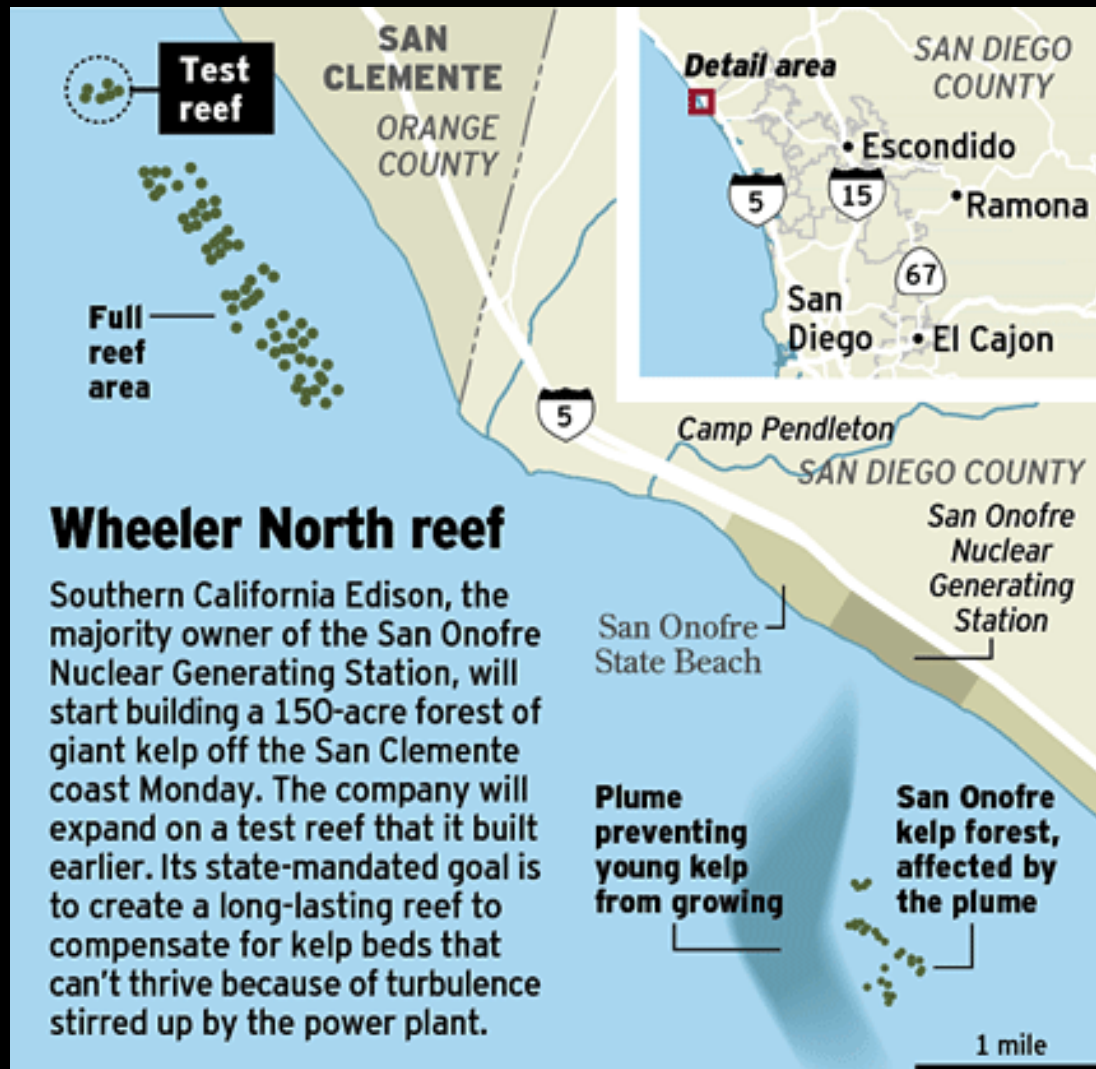 Test
reef
SAN
CLEMENTE
ORANGE
COUNTY
Full
reef
area
5
Detail area
SAN DIEGO
COUNTY
Escondido
5
15
Ramona
67
San
Diego
El Cajon
Camp Pendleton
SAN DIEGO COUNTY
San Onofre
Nuclear
Generating
Station
San Onofre
State Beach
Wheeler North reef
Southern California Edison, the
majority owner of the San Onofre
Nuclear Generating Station, will
start building a 150-acre forest of
giant kelp off the San Clemente
coast Monday. The company will
expand on a test reef that it built
earlier. Its state-mandated goal is
to create a long-lasting reef to
compensate for kelp beds that
can't thrive because of turbulence
stirred up by the power plant.
Plume
preventing
young kelp
from growing
San Onofre
kelp forest,
affected by
the plume
1 mile